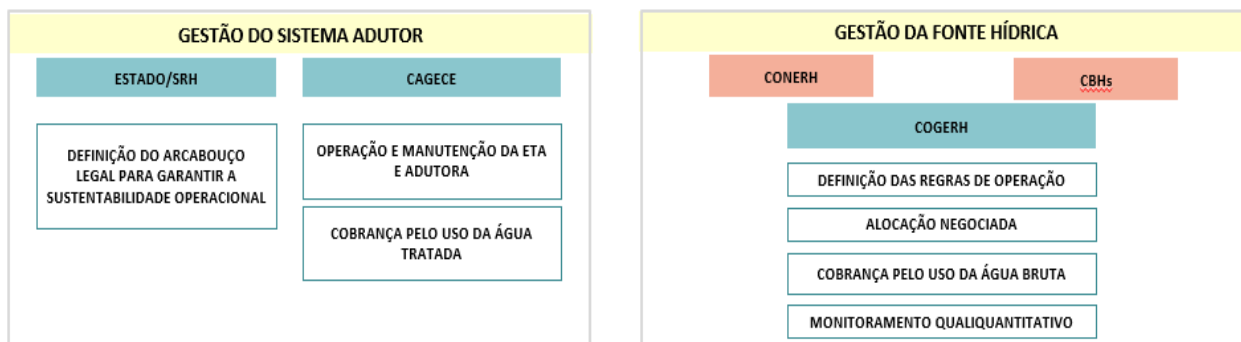 GESTÃO DO SISTEMA ADUTOR
ESTADO/SRH
DEFINIÇÃO DO ARCABOUÇO
LEGAL PARA GARANTIR A
SUSTENTABILIDADE OPERACIONAL
CAGECE
OPERAÇÃO E MANUTENÇÃO DA ETA
E ADUTORA
COBRANÇA PELO USO DA ÁGUA
TRATADA
GESTÃO DA FONTE HÍDRICA
CONERH
CBHs
COGERH
DEFINIÇÃO DAS REGRAS DE OPERAÇÃO
ALOCAÇÃO NEGOCIADA
COBRANÇA PELO USO DA ÁGUA BRUTA
MONITORAMENTO QUALIQUANTITATIVO